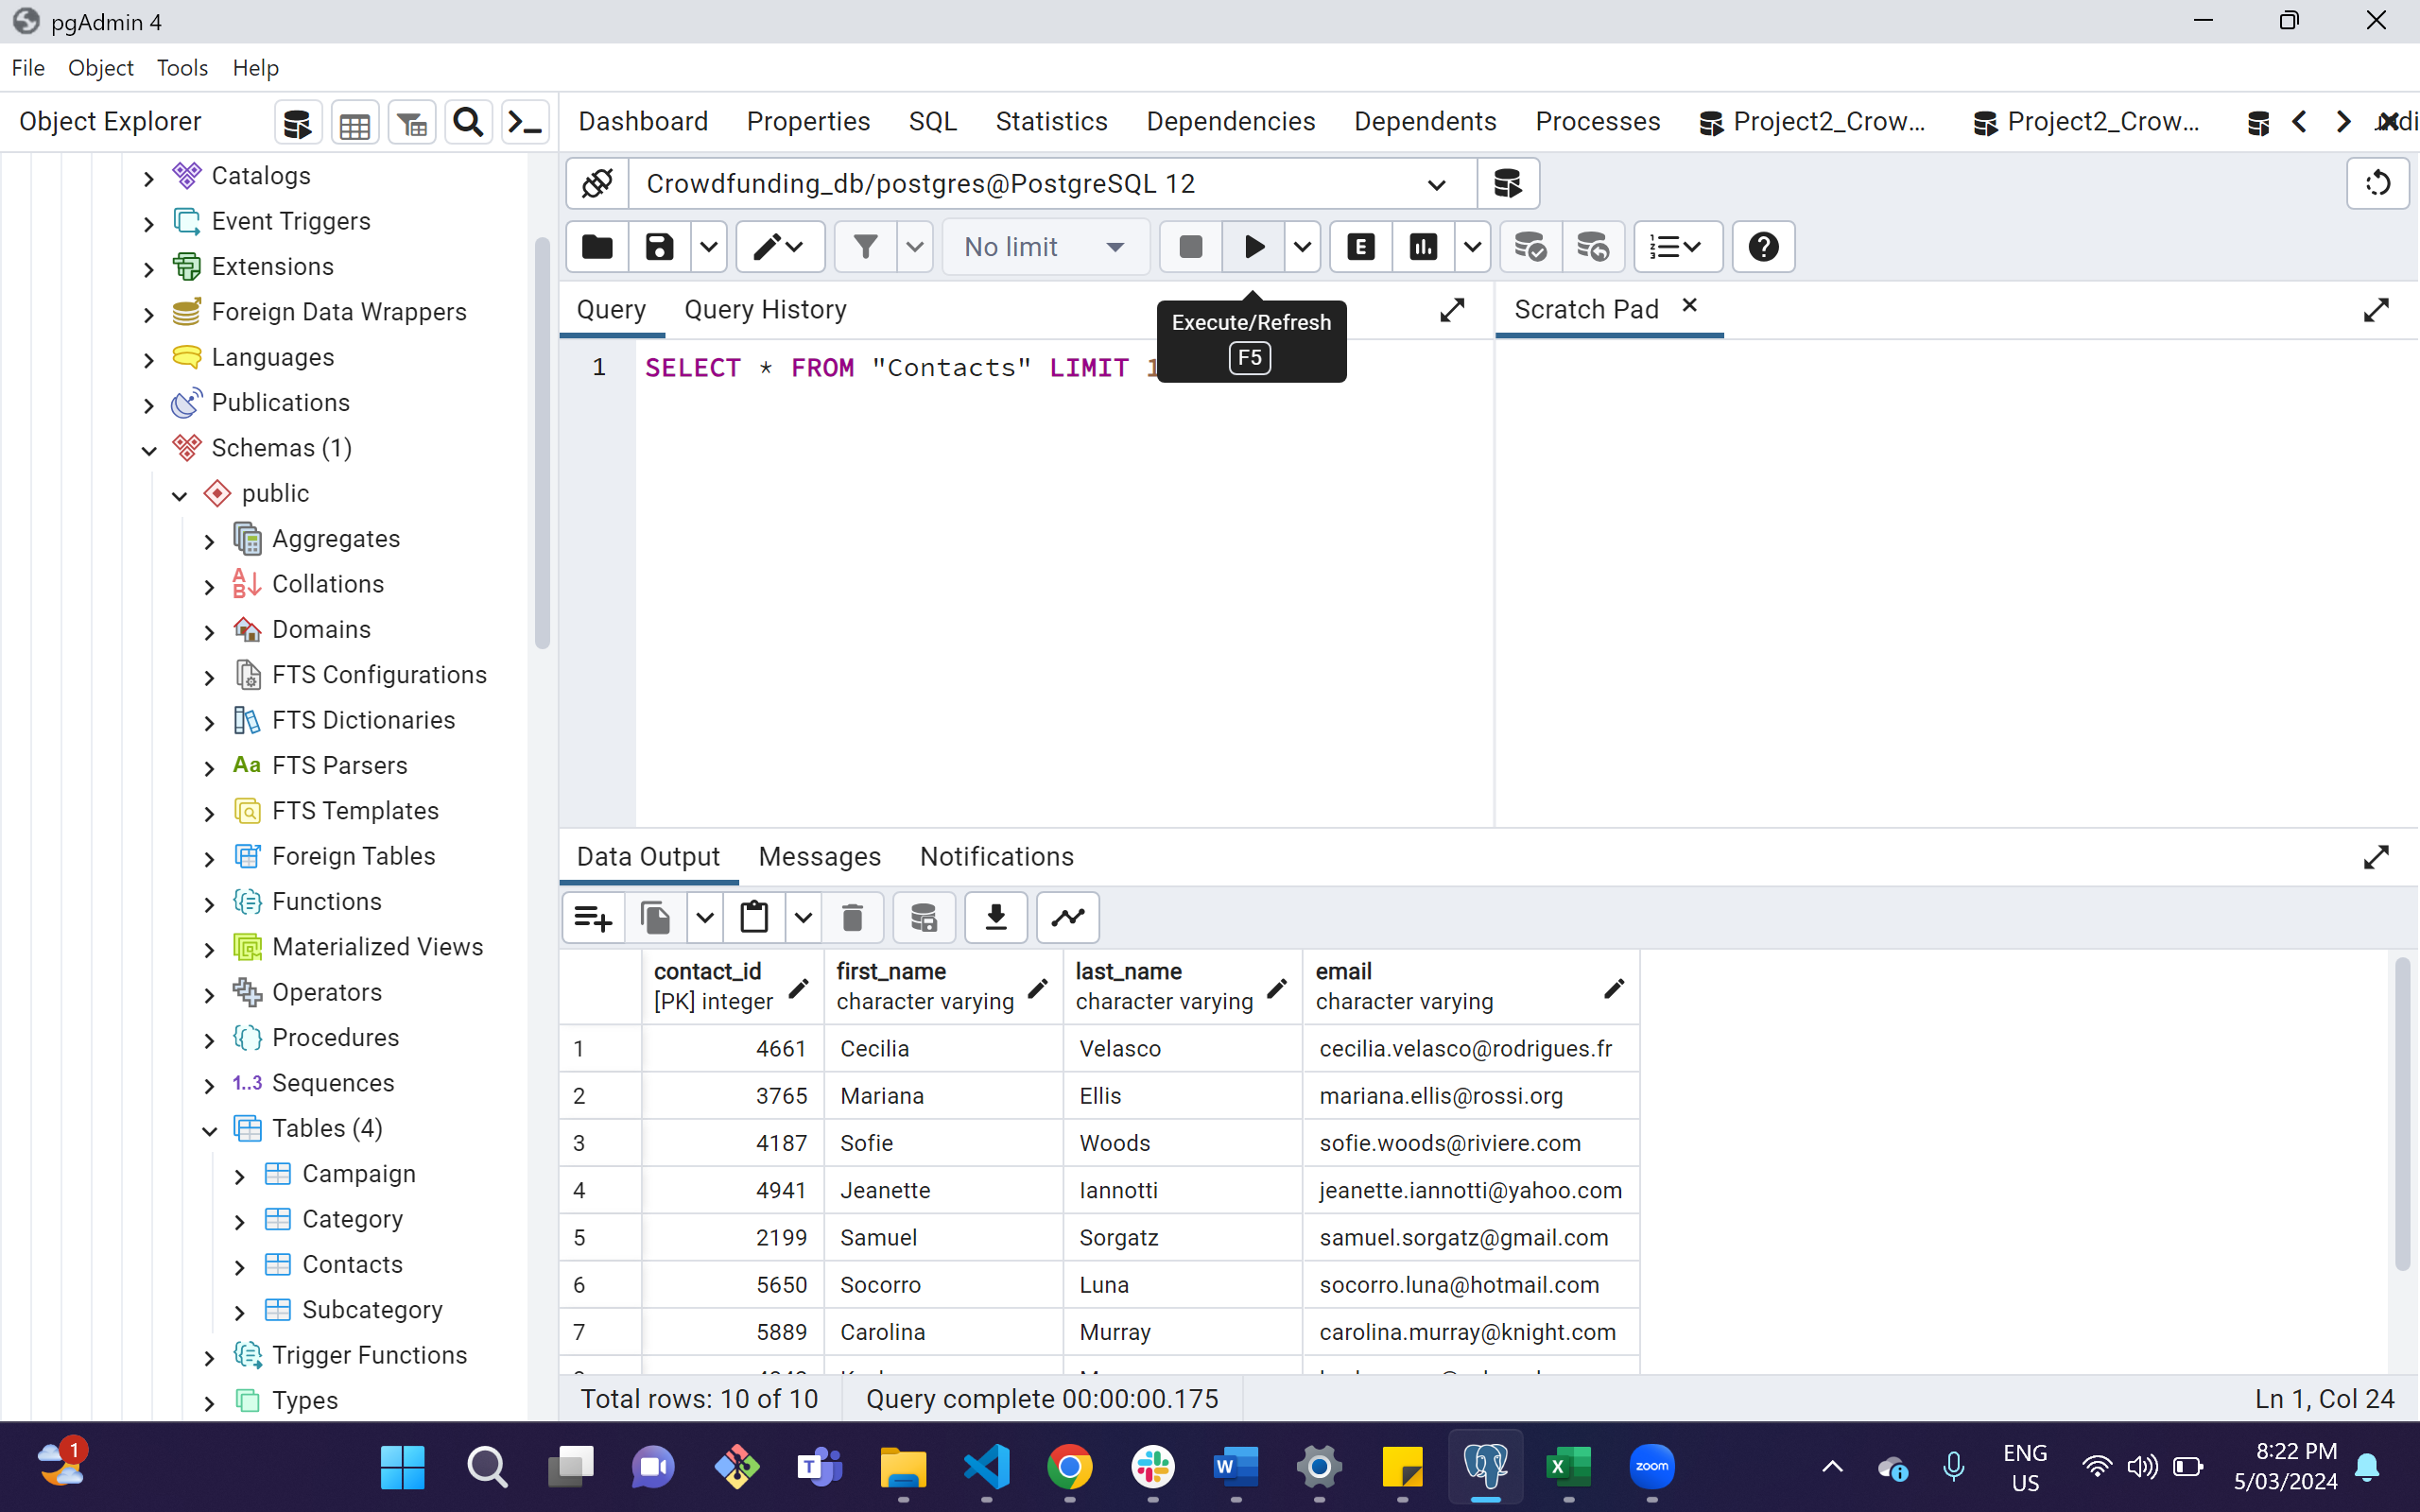 pgAdmin 4
File Object Tools Help
Object Explorer
Dashboard Properties SQL Statistics Dependencies Dependents Processes Project2_Crow... Project2_Crow...
Catalogs
Event Triggers
Extensions
Foreign Data Wrappers
Languages
Publications
Schemas (1)
public
Aggregates
Collations
Domains
FTS Configurations
FTS Dictionaries
Aa FTS Parsers
FTS Templates
Foreign Tables
Functions
Materialized Views
Operators
Procedures
1..3 Sequences
Tables (4)
Campaign
Category
Contacts
Subcategory
Trigger Functions
Types
Crowdfunding_db/postgres@PostgreSQL 12
No limit
E
Query Query History
Scratch Pad
Execute/Refresh
F5
1 SELECT * FROM "Contacts" LIMIT
Data Output Messages Notifications
contact_id first_name last_name email
[PK] integer character varying character varying character varying
1 4661 Cecilia Velasco cecilia.velasco@rodrigues.fr
2 3765 Mariana Ellis mariana.ellis@rossi.org
3 4187 Sofie Woods sofie.woods@riviere.com
4 4941 Jeanette Iannotti jeanette.iannotti@yahoo.com
5 2199 Samuel Sorgatz samuel.sorgatz@gmail.com
6 5650 Socorro Luna socorro.luna@hotmail.com
7 5889 Carolina Murray carolina.murray@knight.com
Total rows: 10 of 10 Query complete 00:00:00.175 Ln 1, Col 24
1
zoom
ENG
US
8:22 PM
5/03/2024